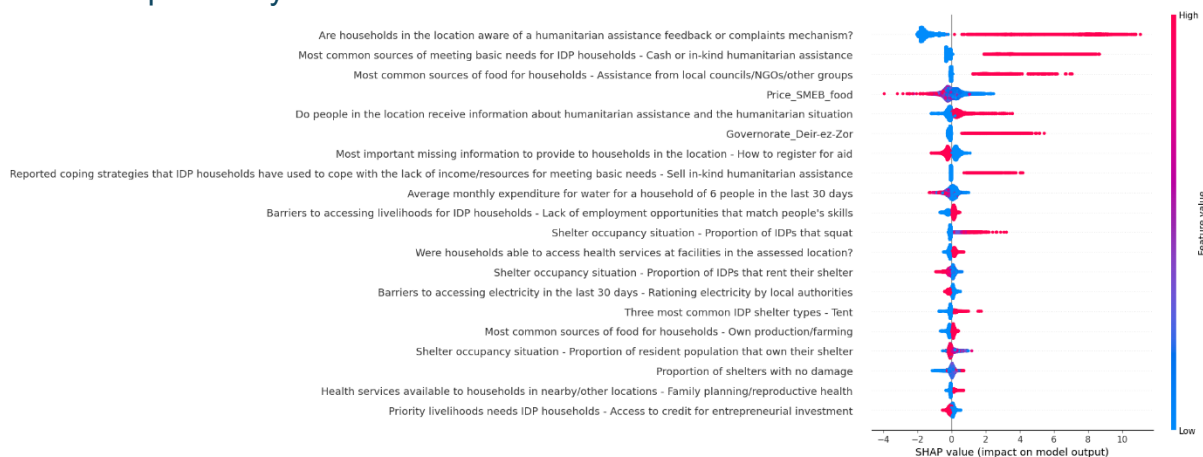 High
Are households in the location aware of a humanitarian assistance feedback or complaints mechanism?
Most common sources of meeting basic needs for IDP households - Cash or in-kind humanitarian assistance
Most common sources of food for households - Assistance from local councils/NGOs/other groups
Price_SMEB_food
Do people in the location receive information about humanitarian assistance and the humanitarian situation
Governorate_Deir-ez-Zor
Most important missing information to provide to households in the location - How to register for aid
Reported coping strategies that IDP households have used to cope with the lack of income/resources for meeting basic needs - Sell in-kind humanitarian assistance
Average monthly expenditure for water for a household of 6 people in the last 30 days
Barriers to accessing livelihoods for IDP households - Lack of employment opportunities that match people's skills
Shelter occupancy situation - Proportion of IDPs that squat
Were households able to access health services at facilities in the assessed location?
Shelter occupancy situation - Proportion of IDPs that rent their shelter
Barriers to accessing electricity in the last 30 days - Rationing electricity by local authorities
Three most common IDP shelter types - Tent
Most common sources of food for households - Own production/farming
Shelter occupancy situation - Proportion of resident population that own their shelter
Proportion of shelters with no damage
Health services available to households in nearby/other locations - Family planning/reproductive health
Priority livelihoods needs IDP households - Access to credit for entrepreneurial investment
Feature value
Low
−4 −2 0 2 4 6 8 10
SHAP value (impact on model output)